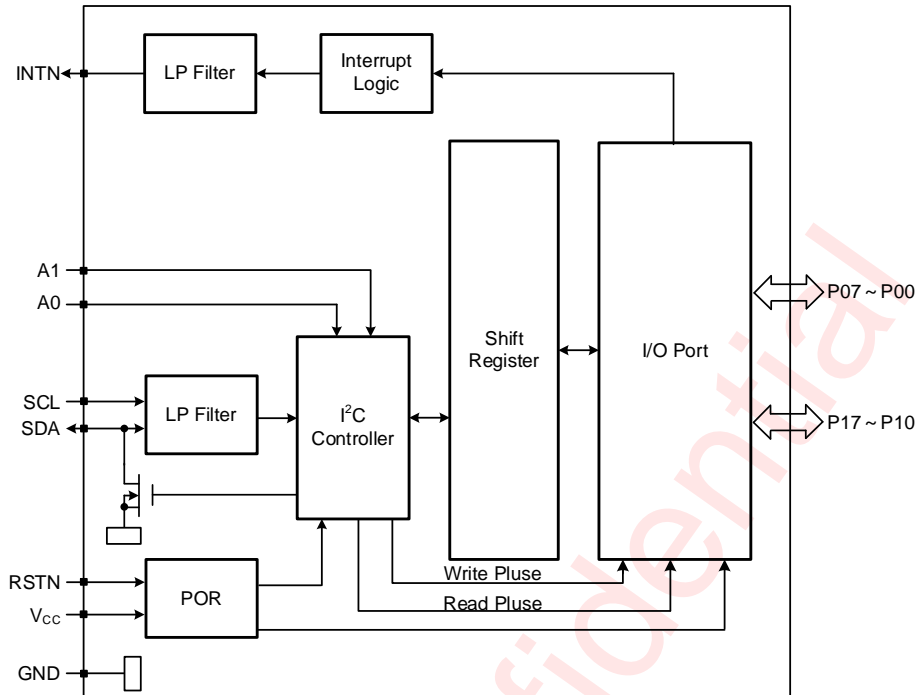 INTN
LP Filter
Interrupt
Logic
A1
A0
Shift
Register
I/O Port
P07 ~ P00
P17 ~ P10
SCL
SDA
LP Filter
I²C
Controller
RSTN
VCC
POR
Write Pluse
Read Pluse
GND
fidential